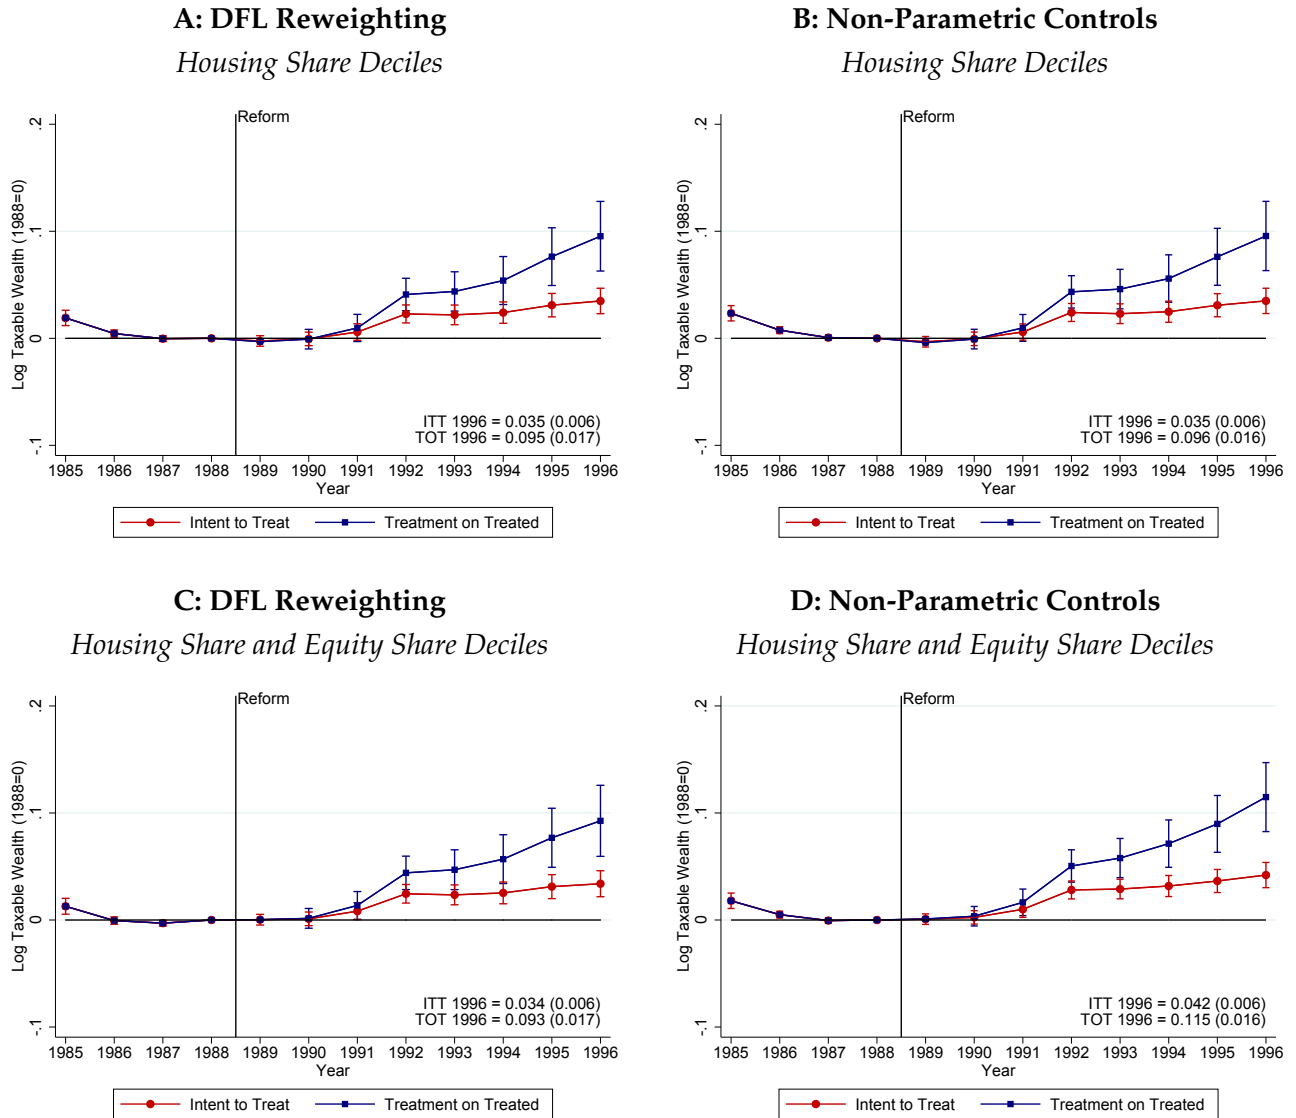 A: DFL Reweighting
Housing Share Deciles
Reform
Log Taxable Wealth (1988=0)
.2
.1
0
-.1
ITT 1996 = 0.035 (0.006)
TOT 1996 = 0.095 (0.017)
1985 1986 1987 1988 1989 1990 1991 1992 1993 1994 1995 1996
Year
Intent to Treat Treatment on Treated
B: Non-Parametric Controls
Housing Share Deciles
Reform
Log Taxable Wealth (1988=0)
.2
.1
0
-.1
ITT 1996 = 0.035 (0.006)
TOT 1996 = 0.096 (0.016)
1985 1986 1987 1988 1989 1990 1991 1992 1993 1994 1995 1996
Year
Intent to Treat Treatment on Treated
C: DFL Reweighting
Housing Share and Equity Share Deciles
Reform
Log Taxable Wealth (1988=0)
.2
.1
0
-.1
ITT 1996 = 0.034 (0.006)
TOT 1996 = 0.093 (0.017)
1985 1986 1987 1988 1989 1990 1991 1992 1993 1994 1995 1996
Year
Intent to Treat Treatment on Treated
D: Non-Parametric Controls
Housing Share and Equity Share Deciles
Reform
Log Taxable Wealth (1988=0)
.2
.1
0
-.1
ITT 1996 = 0.042 (0.006)
TOT 1996 = 0.115 (0.016)
1985 1986 1987 1988 1989 1990 1991 1992 1993 1994 1995 1996
Year
Intent to Treat Treatment on Treated